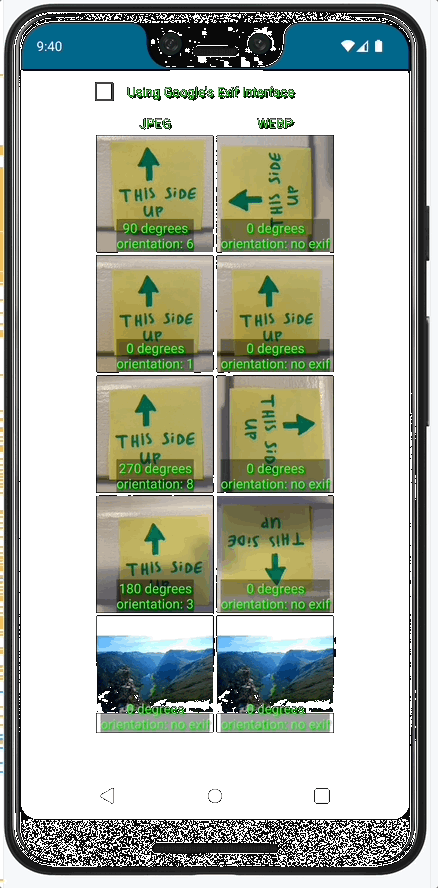 9:40
Using Google's Exif Interface
JPEG WEBP
THIS SIDE
UP
90 degrees
orientation: 6
THIS SIDE
UP
0 degrees
orientation: no exif
THIS SIDE
UP
0 degrees
orientation: 1
THIS SIDE
UP
0 degrees
orientation: no exif
THIS SIDE
UP
270 degrees
orientation: 8
THIS SIDE
UP
0 degrees
orientation: no exif
THIS SIDE
UP
180 degrees
orientation: 3
THIS SIDE
UP
0 degrees
orientation: no exif
0 degrees
orientation: no exif
0 degrees
orientation: no exif